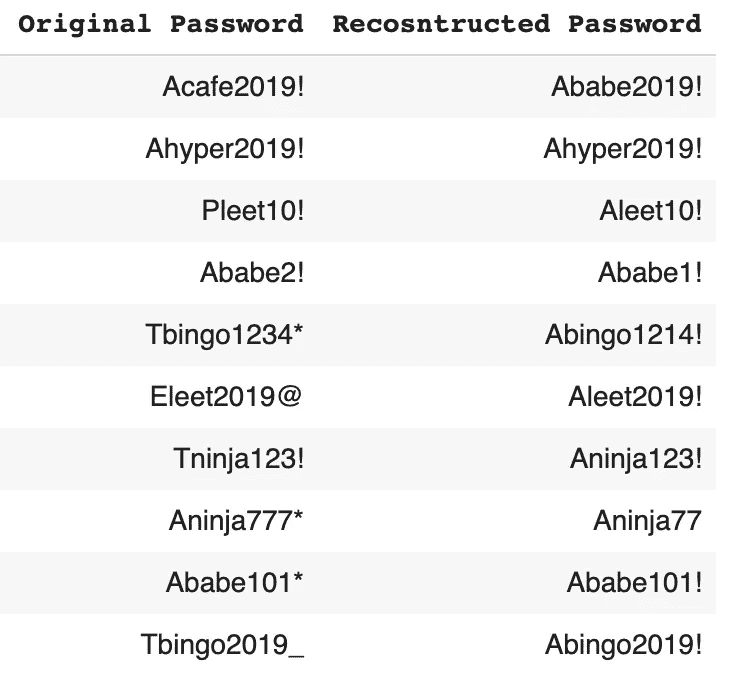 Original Password Recosntructed Password
Acafe2019! Ababe2019!
Ahyper2019! Ahyper2019!
Pleet10! Aleet10!
Ababe2! Ababe1!
Tbingo1234* Abingo1214!
Eleet2019@ Aleet2019!
Tninja123! Aninja123!
Aninja777* Aninja77
Ababe101* Ababe101!
Tbingo2019_ Abingo2019!